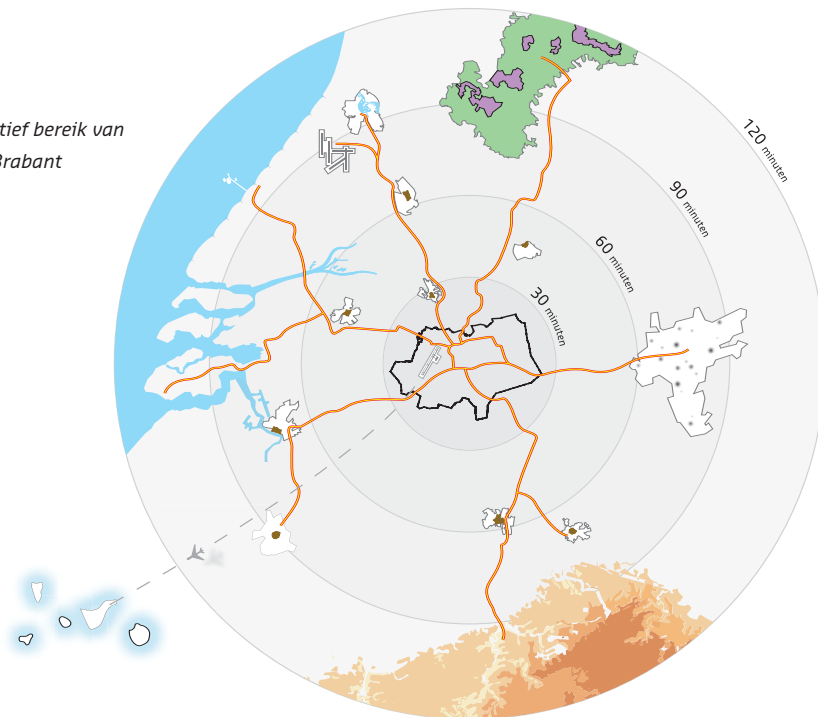 tief bereik van
Brabant
120 minuten
90 minuten
60 minuten
30 minuten